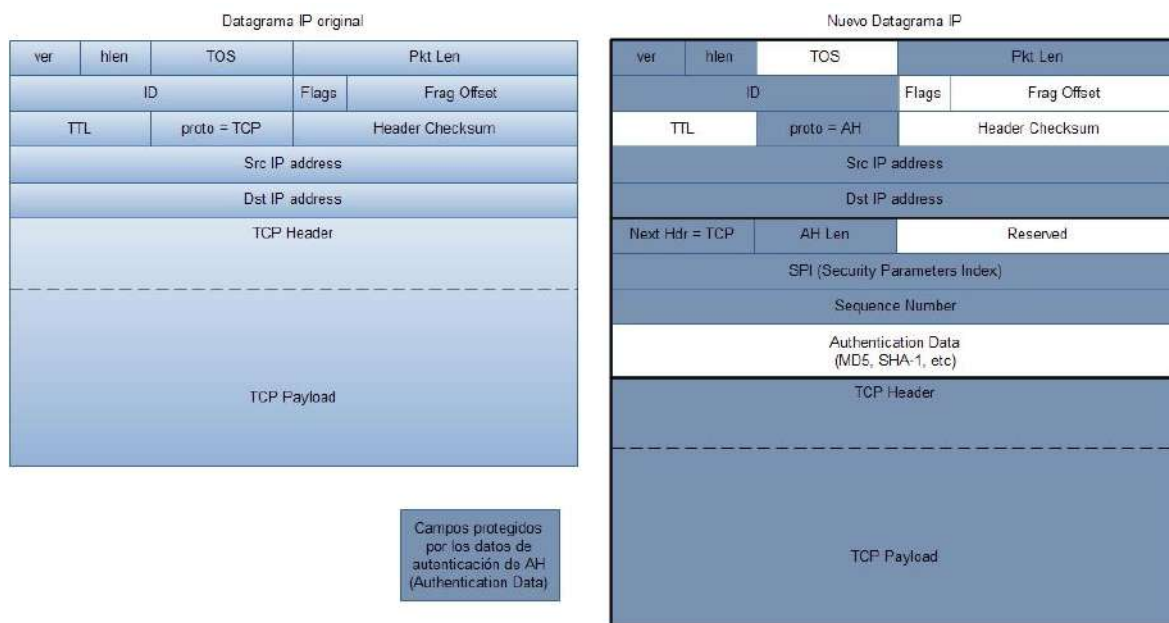 Datagrama IP original
ver hlen TOS Pkt Len
ID Flags Frag Offset
TTL proto = TCP Header Checksum
Src IP address
Dst IP address
TCP Header
TCP Payload
Nuevo Datagrama IP
ver hlen TOS Pkt Len
ID Flags Frag Offset
TTL proto = AH Header Checksum
Src IP address
Dst IP address
Next Hdr = TCP AH Len Reserved
SPI (Security Parameters Index)
Sequence Number
Authentication Data
(MD5, SHA-1, etc)
TCP Header
TCP Payload
Campos protegidos
por los datos de
autenticación de AH
(Authentication Data)